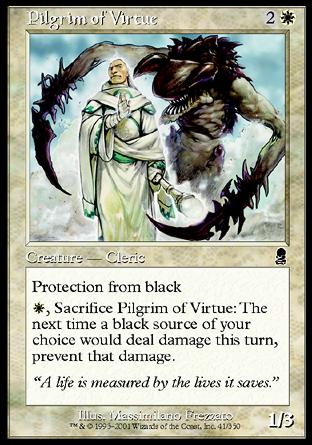 Pilgrim of Virtue 2
Creature — Cleric
Protection from black
, Sacrifice Pilgrim of Virtue: The
next time a black source of your
choice would deal damage this turn,
prevent that damage.
“A life is measured by the lives it saves.”
Illus. Massimiliano Frezzato
™ & © 1993–2001 Wizards of the Coast, Inc. 41/350
1/3